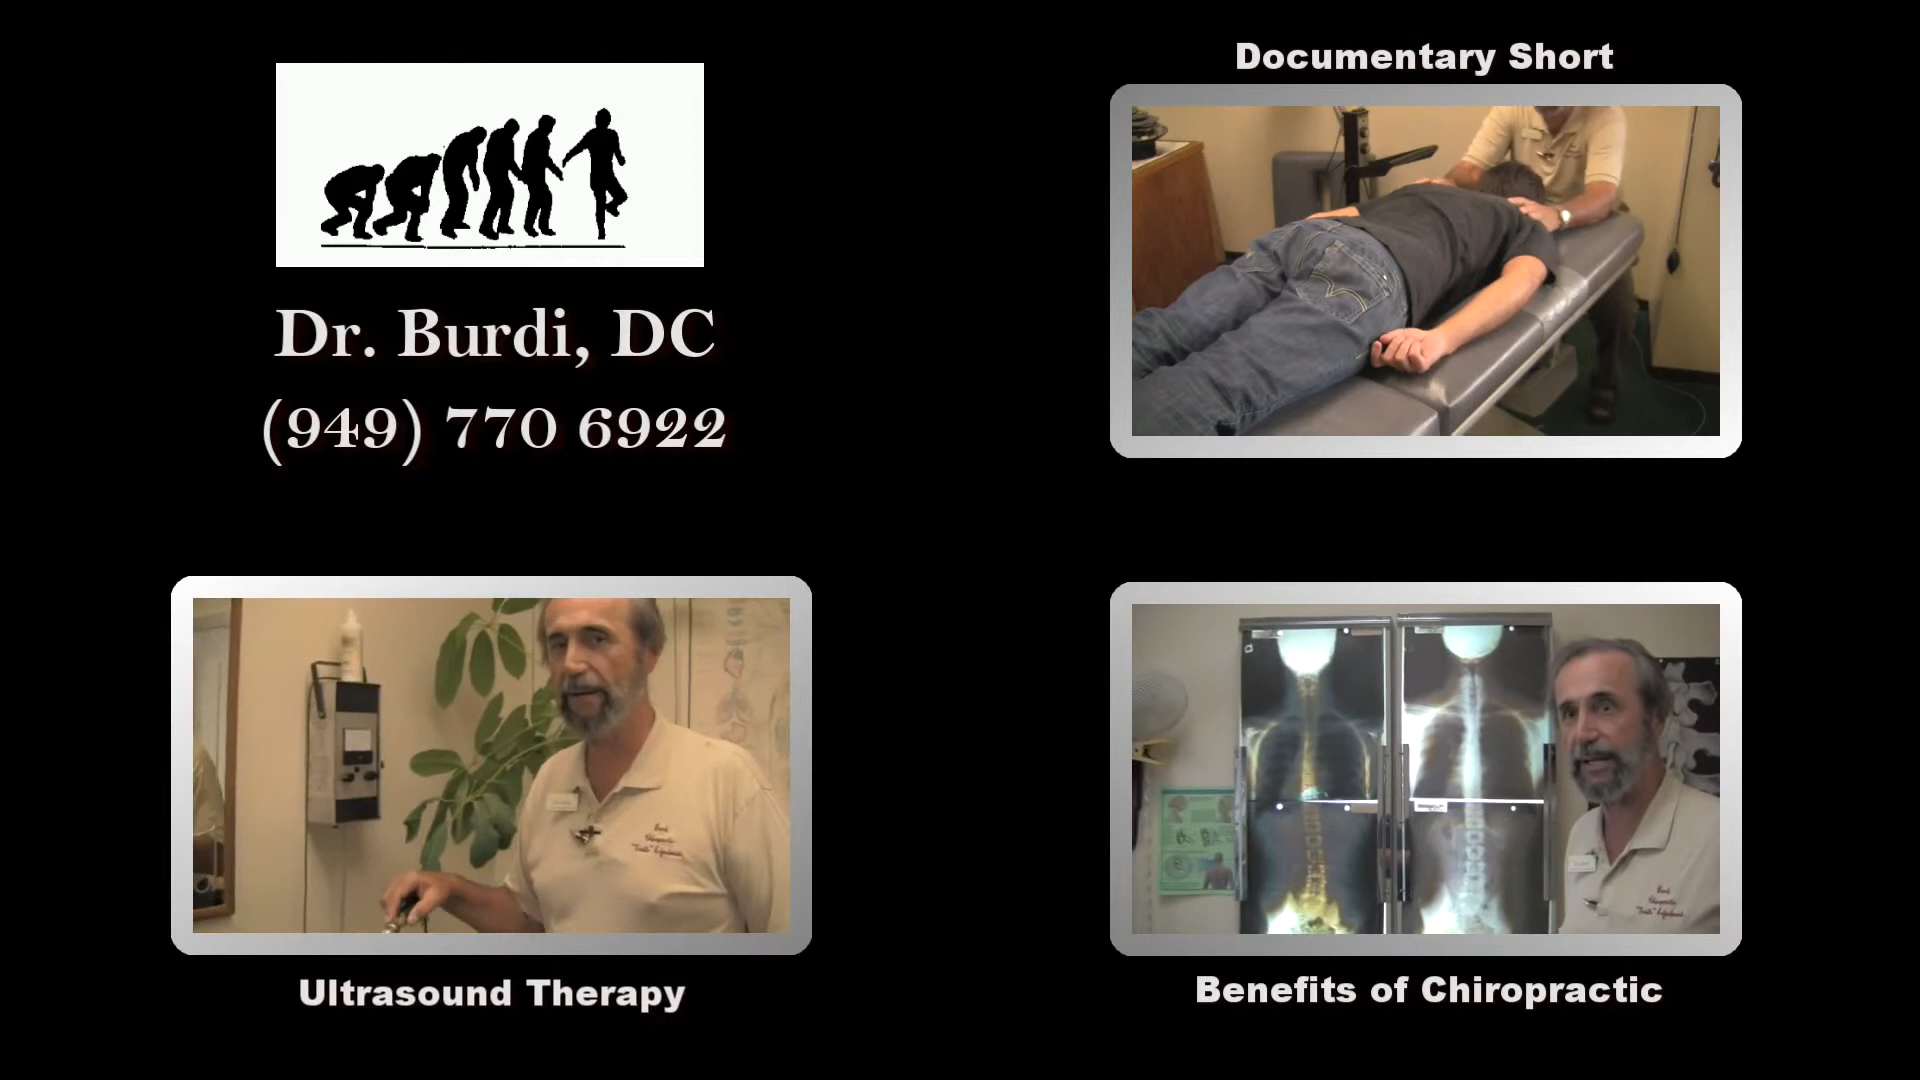 Documentary Short
Dr. Burdi, DC
(949) 770 6922
Ultrasound Therapy
Benefits of Chiropractic